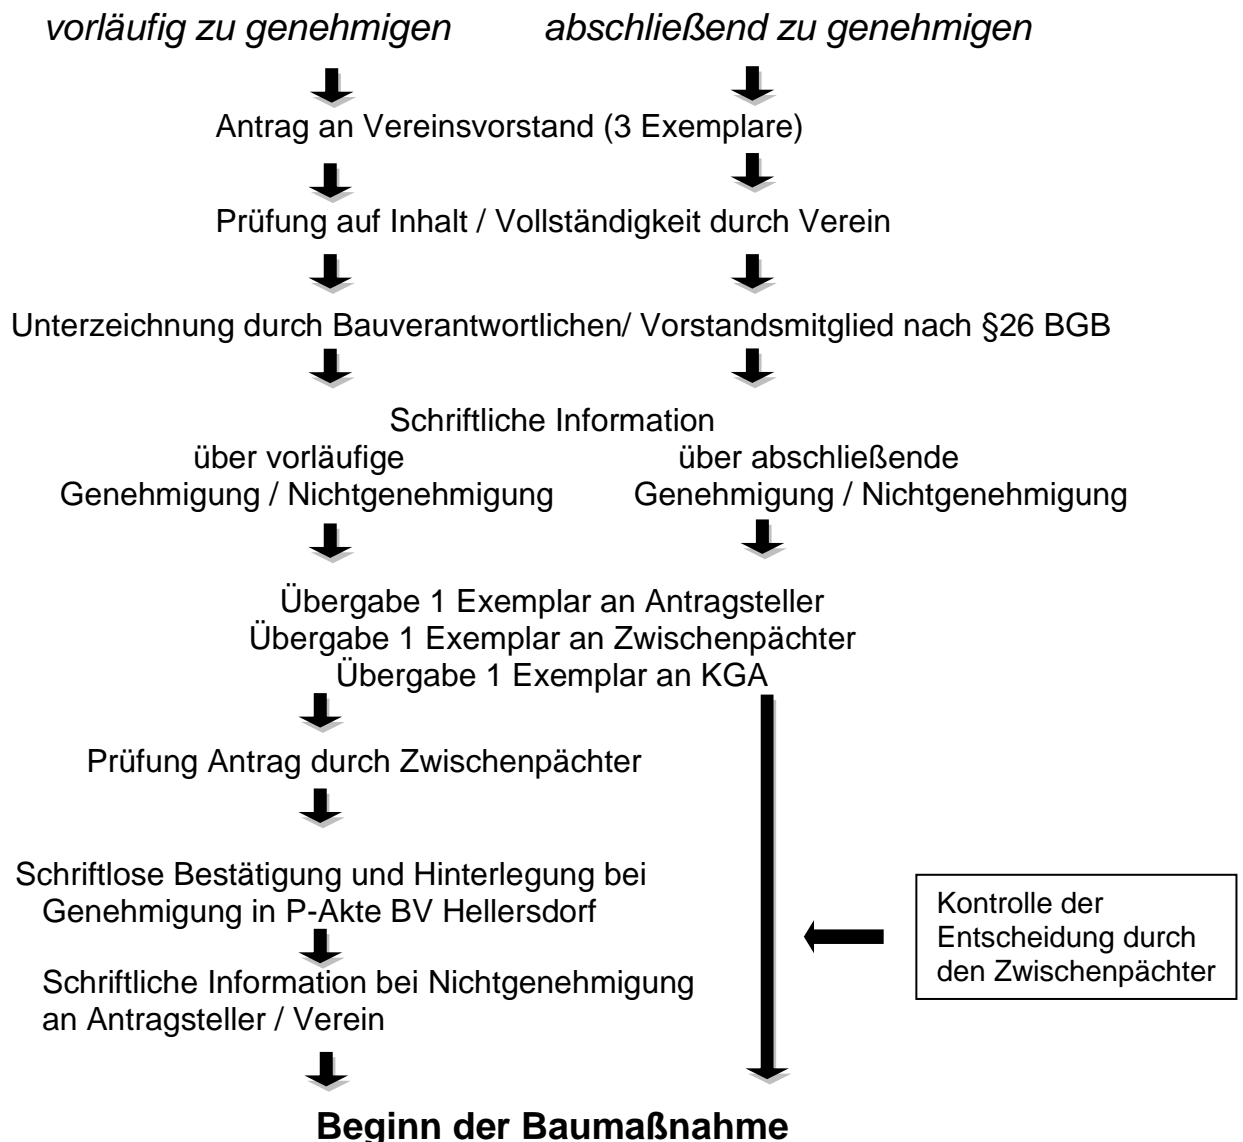 vorläufig zu genehmigen abschließend zu genehmigen
Antrag an Vereinsvorstand (3 Exemplare)
Prüfung auf Inhalt / Vollständigkeit durch Verein
Unterzeichnung durch Bauverantwortlichen/ Vorstandsmitglied nach §26 BGB
Schriftliche Information
über vorläufige über abschließende
Genehmigung / Nichtgenehmigung Genehmigung / Nichtgenehmigung
Übergabe 1 Exemplar an Antragsteller
Übergabe 1 Exemplar an Zwischenpächter
Übergabe 1 Exemplar an KGA
Prüfung Antrag durch Zwischenpächter
Schriftlose Bestätigung und Hinterlegung bei
Genehmigung in P-Akte BV Hellersdorf
Kontrolle der
Entscheidung durch
den Zwischenpächter
Schriftliche Information bei Nichtgenehmigung
an Antragsteller / Verein
Beginn der Baumaßnahme